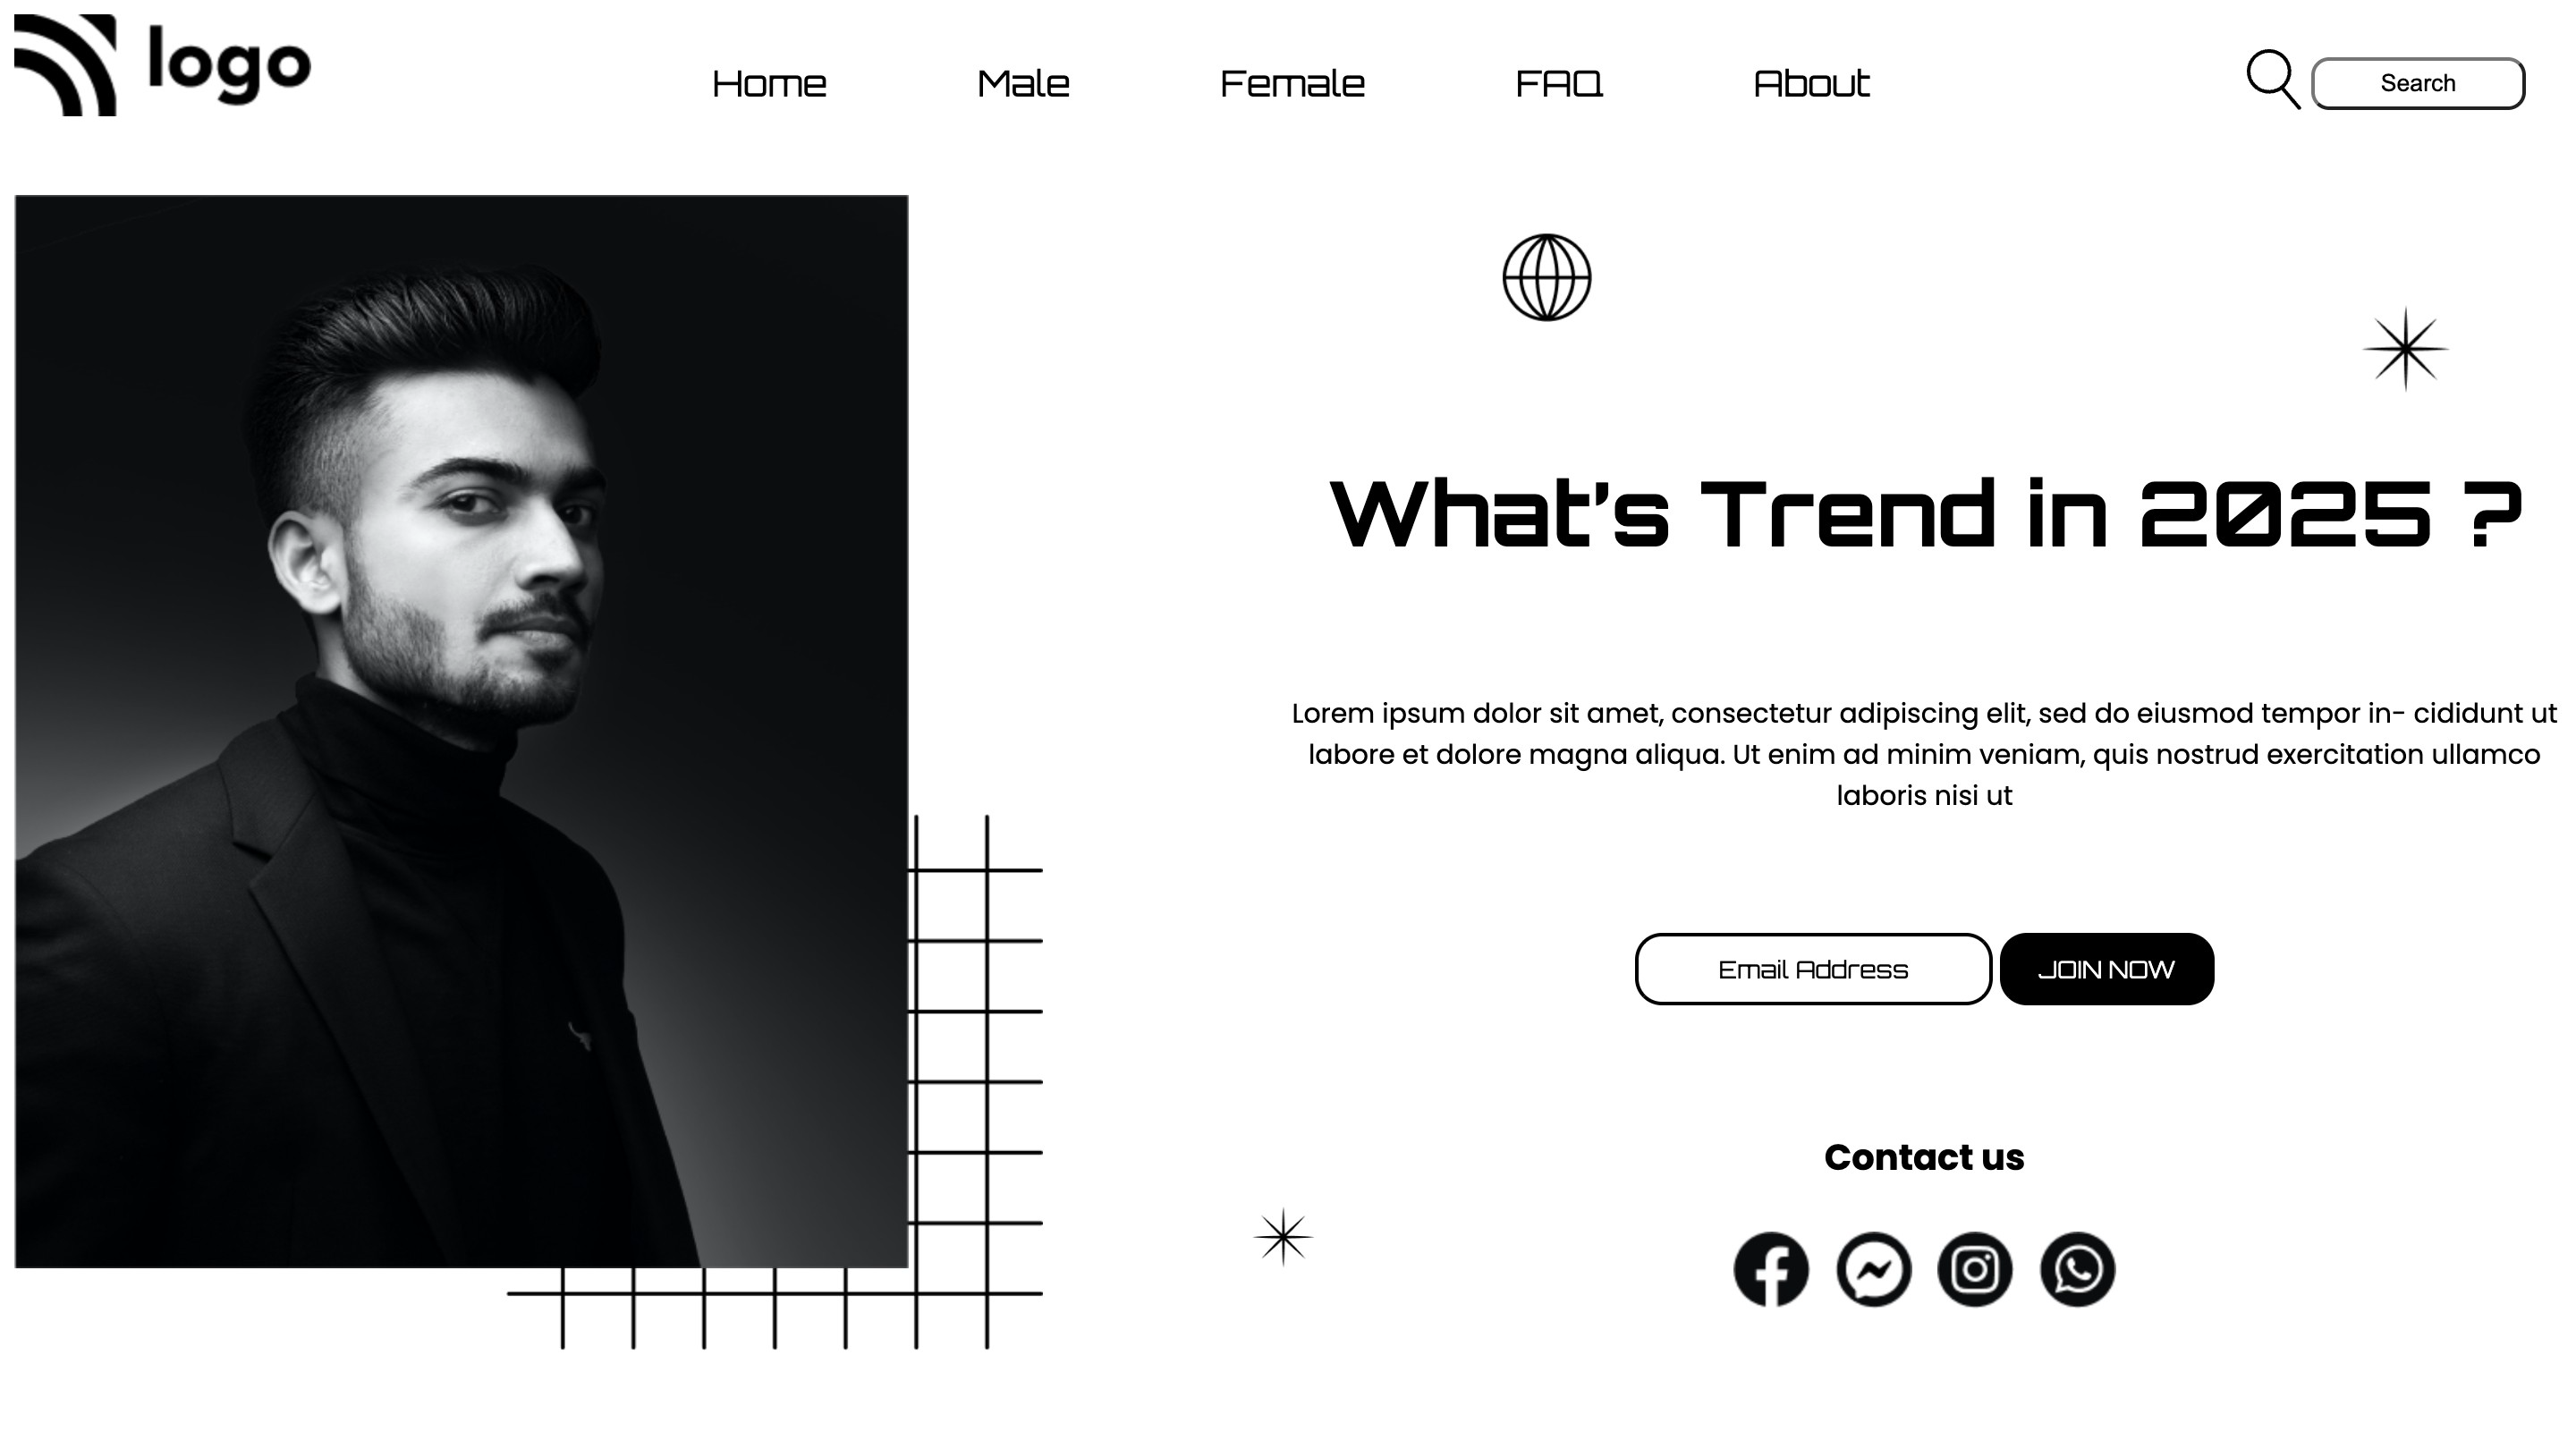 logo
Home Male Female FAQ About
Search
What's Trend in 2025 ?
Lorem ipsum dolor sit amet, consectetur adipiscing elit, sed do eiusmod tempor in- cididunt ut
labore et dolore magna aliqua. Ut enim ad minim veniam, quis nostrud exercitation ullamco
laboris nisi ut
Email Address JOIN NOW
Contact us